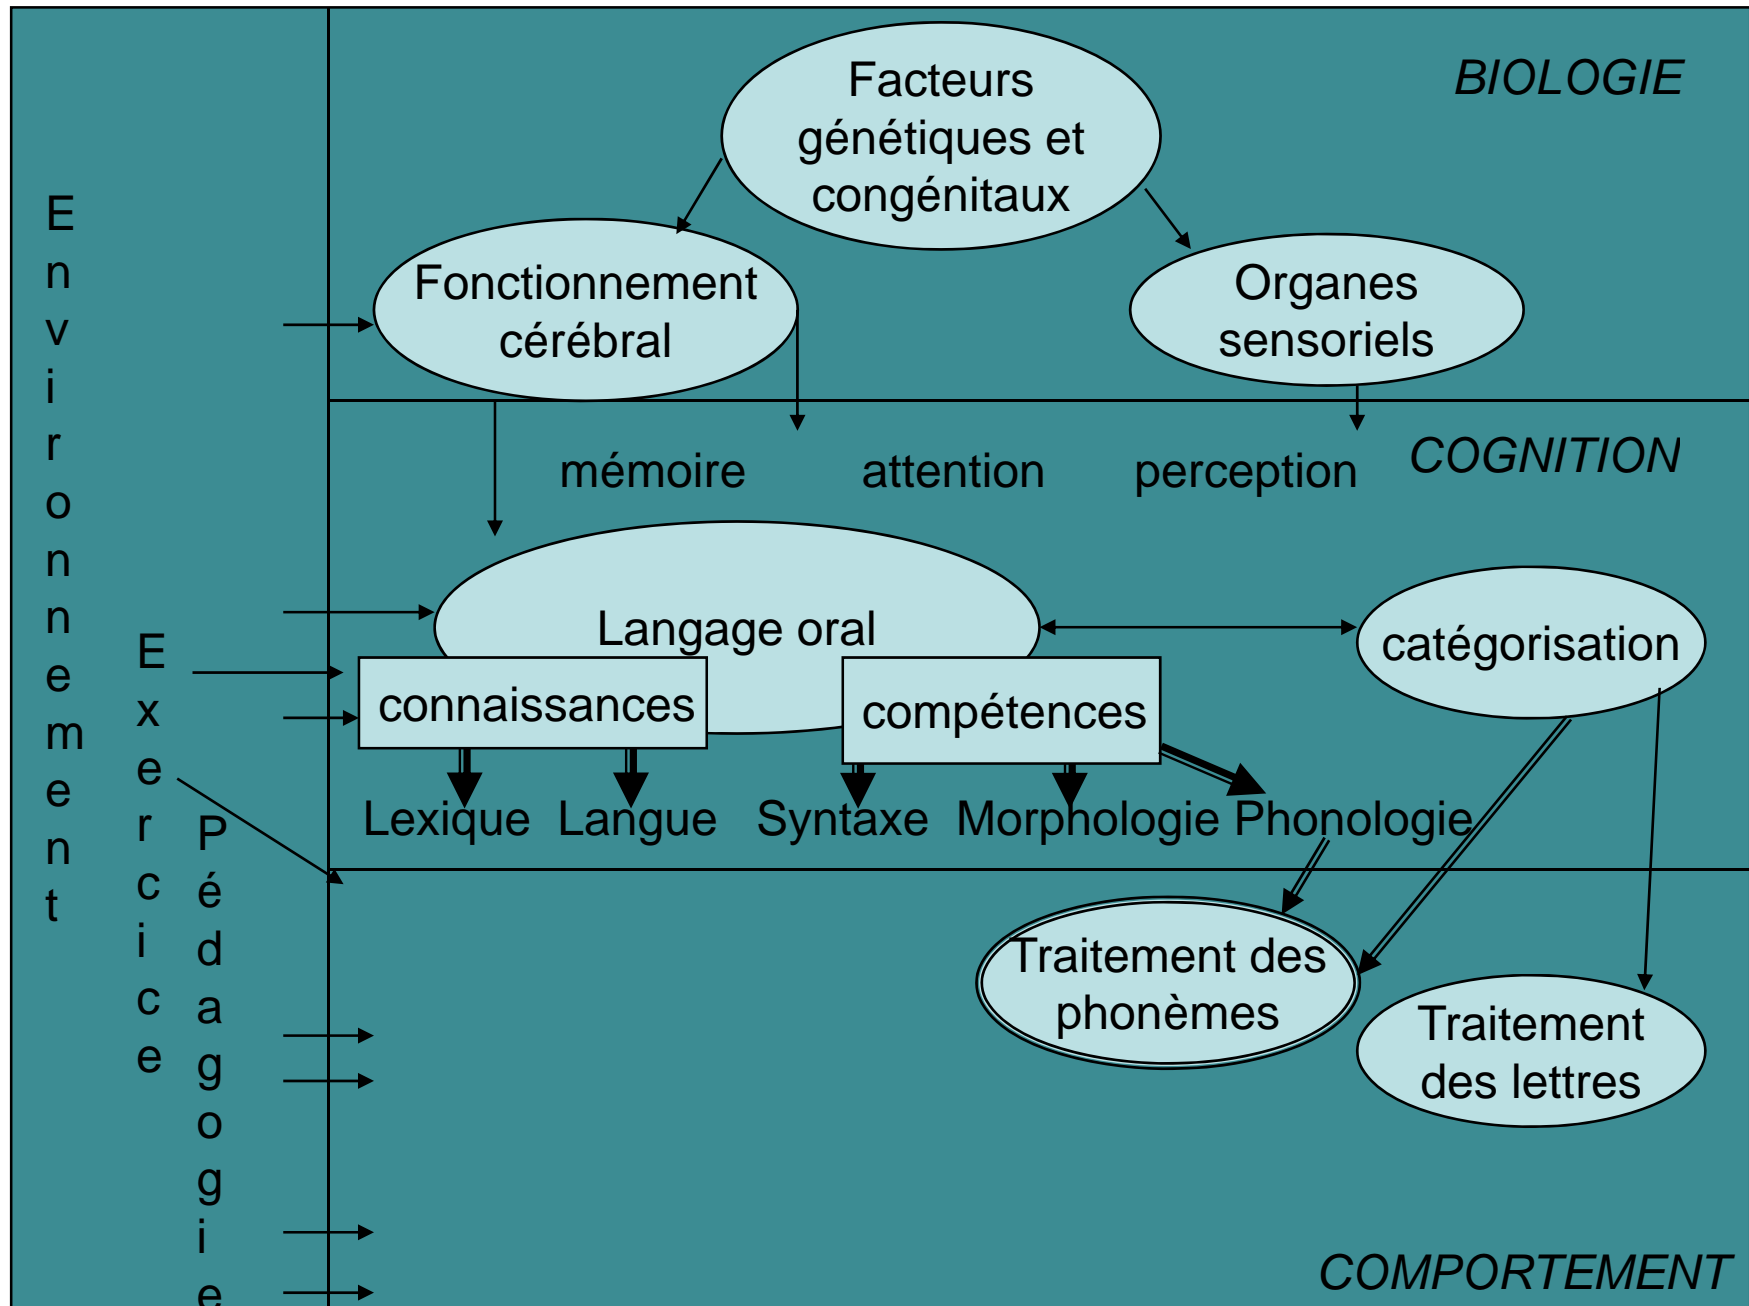 Environnement
Exercice
Pédagogie
BIOLOGIE
Facteurs
génétiques et
congénitaux
Fonctionnement
cérébral
Organes
sensoriels
COGNITION
mémoire attention perception
Langage oral
catégorisation
connaissances
compétences
Lexique Langue Syntaxe Morphologie Phonologie
Traitement des
phonèmes
Traitement
des lettres
COMPORTEMENT